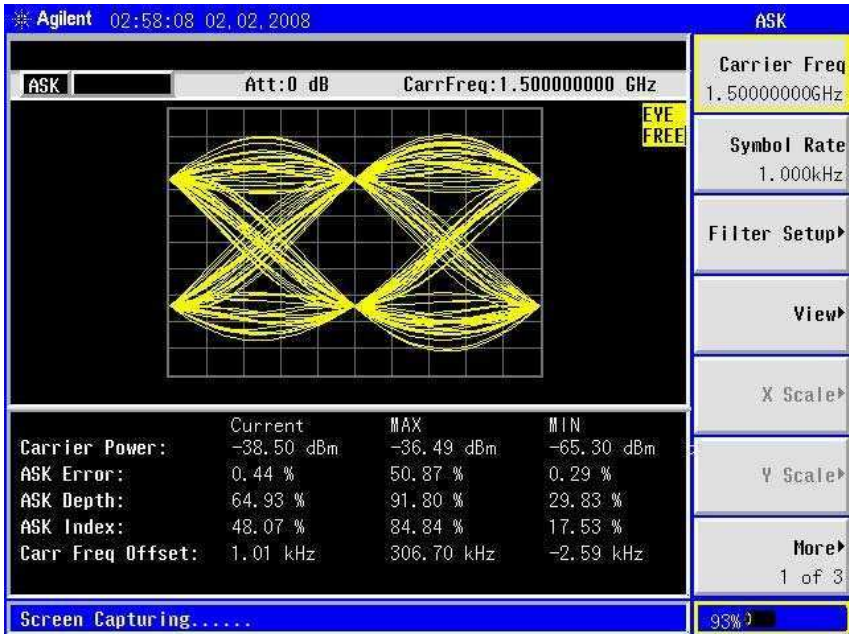 Agilent 02:58:08 02,02,2008
ASK
ASK Att:0 dB CarrFreq:1.500000000 GHz
EYE
FREE
Current MAX MIN
Carrier Power: -38.50 dBm -36.49 dBm -65.30 dBm
ASK Error: 0.44 % 50.87 % 0.29 %
ASK Depth: 64.93 % 91.80 % 29.83 %
ASK Index: 48.07 % 84.84 % 17.53 %
Carr Freq Offset: 1.01 kHz 306.70 kHz -2.59 kHz
Screen Capturing......
Carrier Freq
1.50000000GHz
Symbol Rate
1.000kHz
Filter Setup
View
X Scale
Y Scale
More
1 of 3
93%